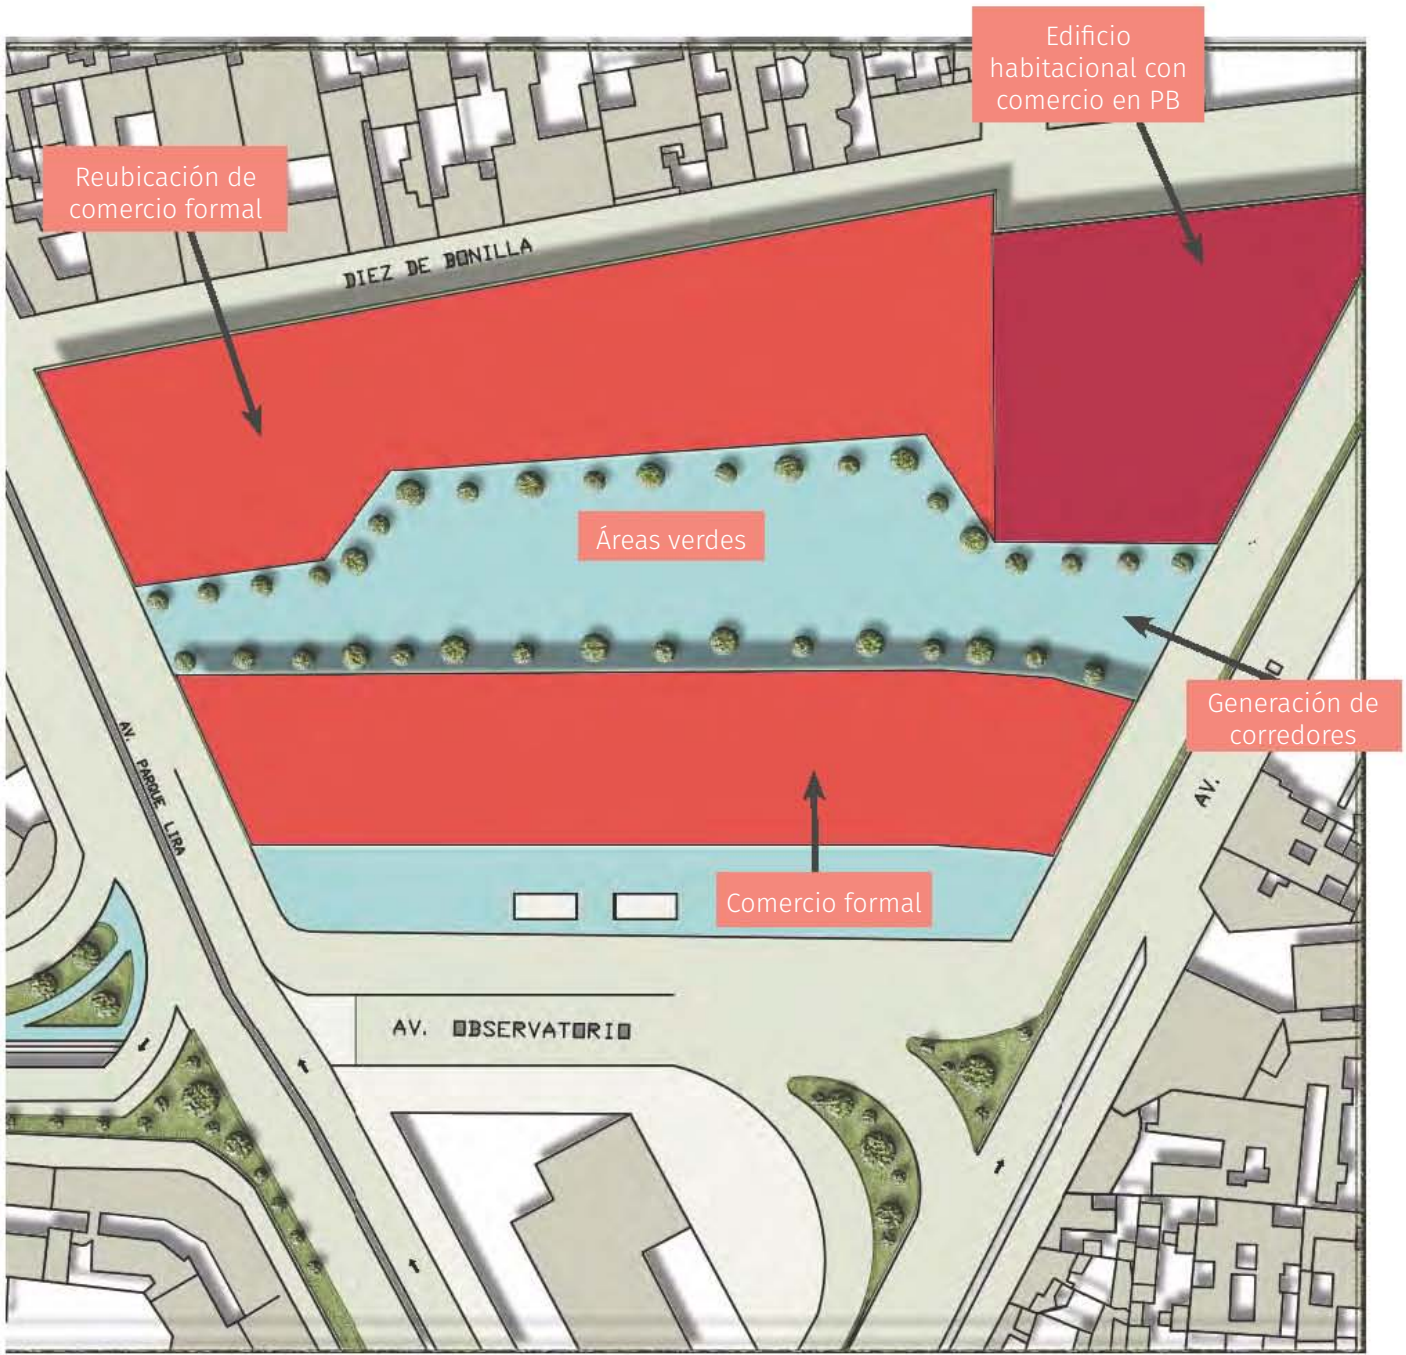 Edificio
habitacional con
comercio en PB
Reubicación de
comercio formal
DIEZ DE BONILLA
Áreas verdes
Generación de
corredores
AV. PARQUE LIRA
AV.
Comercio formal
AV. OBSERVATORIO